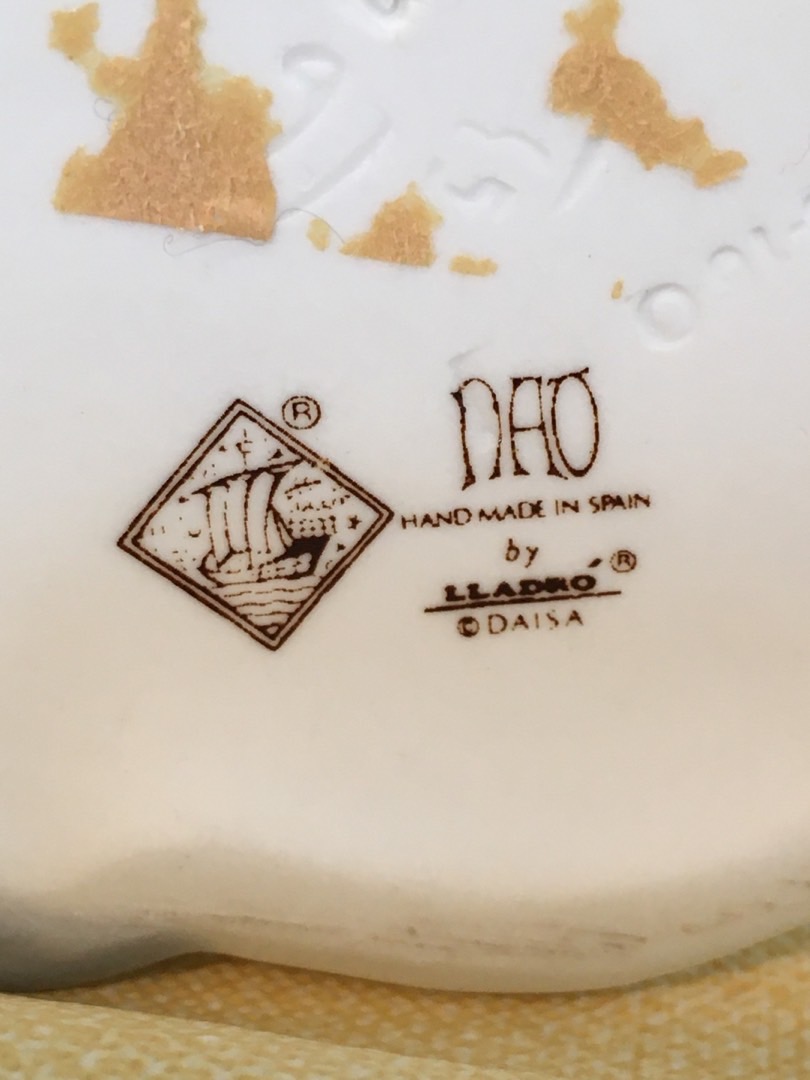 ®
NAO
HAND MADE IN SPAIN
by
LLADRÓ ®
© DAISA